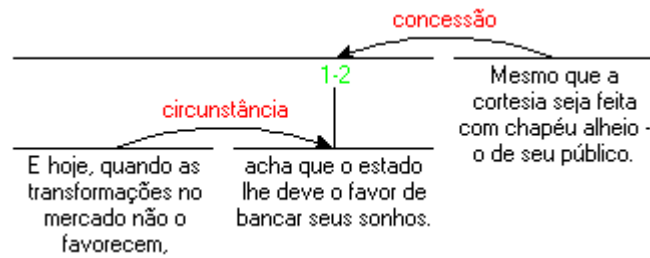 concessão
1-2
circunstância
E hoje, quando as
transformações no
mercado não o
favorecem,
acha que o estado
lhe deve o favor de
bancar seus sonhos.
Mesmo que a
cortesia seja feita
com chapéu alheio -
o de seu público.